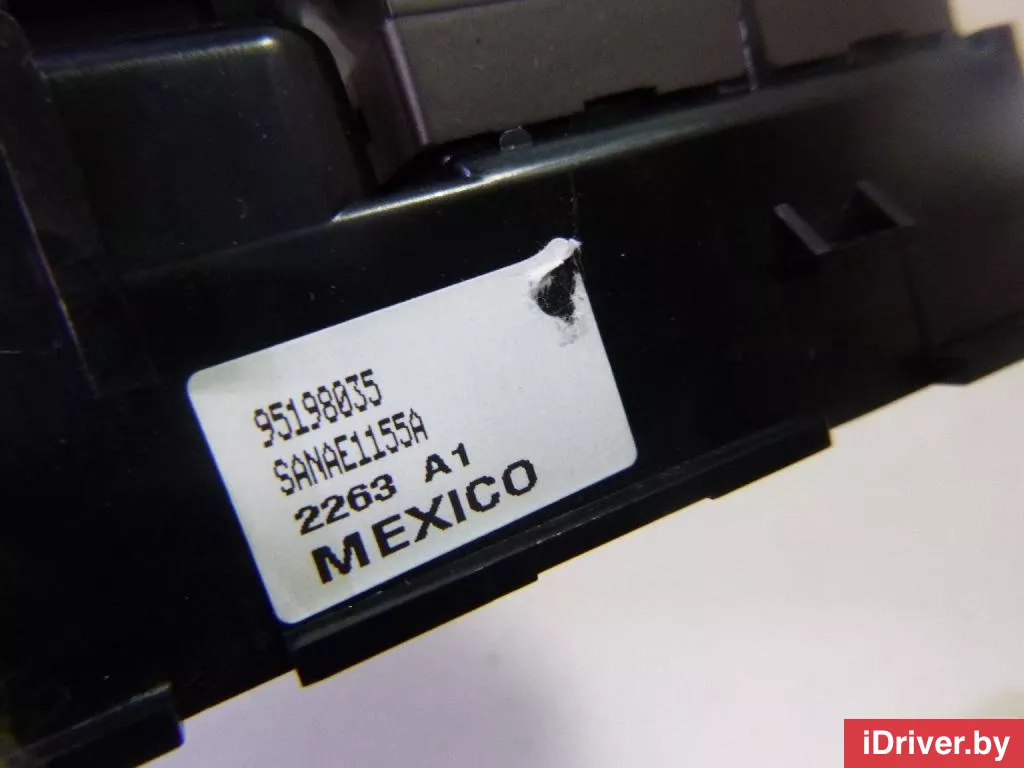 95198035
SANAE1155A
2263 A1
MEXICO
iDriver.by